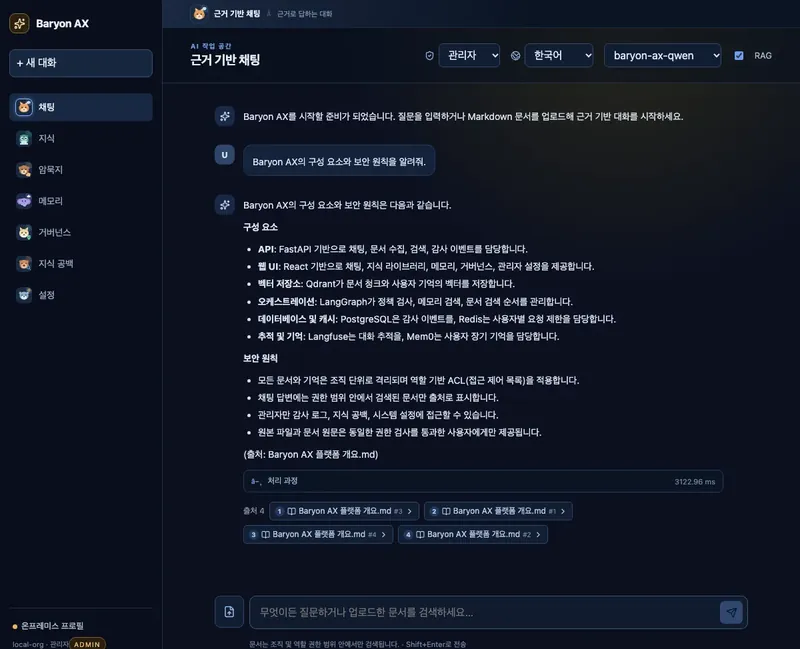 Baryon AX
+ 새 대화
채팅
지식
암묵지
메모리
거버넌스
지식 공백
설정
온프레미스 프로필
local-org · 관리자 ADMIN
근거 기반 채팅 근거로 답하는 대화
AI 작업 공간
근거 기반 채팅
관리자 한국어 baryon-ax-qwen RAG
Baryon AX를 시작할 준비가 되었습니다. 질문을 입력하거나 Markdown 문서를 업로드해 근거 기반 대화를 시작하세요.
U
Baryon AX의 구성 요소와 보안 원칙을 알려줘.
Baryon AX의 구성 요소와 보안 원칙은 다음과 같습니다.
구성 요소
• API: FastAPI 기반으로 채팅, 문서 수집, 검색, 감사 이벤트를 담당합니다.
• 웹 UI: React 기반으로 채팅, 지식 라이브러리, 메모리, 거버넌스, 관리자 설정을 제공합니다.
• 벡터 저장소: Qdrant가 문서 청크와 사용자 기억의 벡터를 저장합니다.
• 오케스트레이션: LangGraph가 정책 검사, 메모리 검색, 문서 검색 순서를 관리합니다.
• 데이터베이스 및 캐시: PostgreSQL은 감사 이벤트를, Redis는 사용자별 요청 제한을 담당합니다.
• 추적 및 기억: Langfuse는 대화 추적을, Mem0는 사용자 장기 기억을 담당합니다.
보안 원칙
• 모든 문서와 기억은 조직 단위로 격리되며 역할 기반 ACL(접근 제어 목록)을 적용합니다.
• 채팅 답변에는 권한 범위 안에서 검색된 문서만 출처로 표시합니다.
• 관리자만 감사 로그, 지식 공백, 시스템 설정에 접근할 수 있습니다.
• 원본 파일과 문서 원문은 동일한 권한 검사를 통과한 사용자에게만 제공됩니다.
(출처: Baryon AX 플랫폼 개요.md)
처리 과정 3122.96 ms
출처 4 1 Baryon AX 플랫폼 개요.md #3 > 2 Baryon AX 플랫폼 개요.md #1 >
3 Baryon AX 플랫폼 개요.md #4 > 4 Baryon AX 플랫폼 개요.md #2 >
무엇이든 질문하거나 업로드한 문서를 검색하세요...
문서는 조직 및 역할 권한 범위 안에서만 검색됩니다. · Shift+Enter로 전송